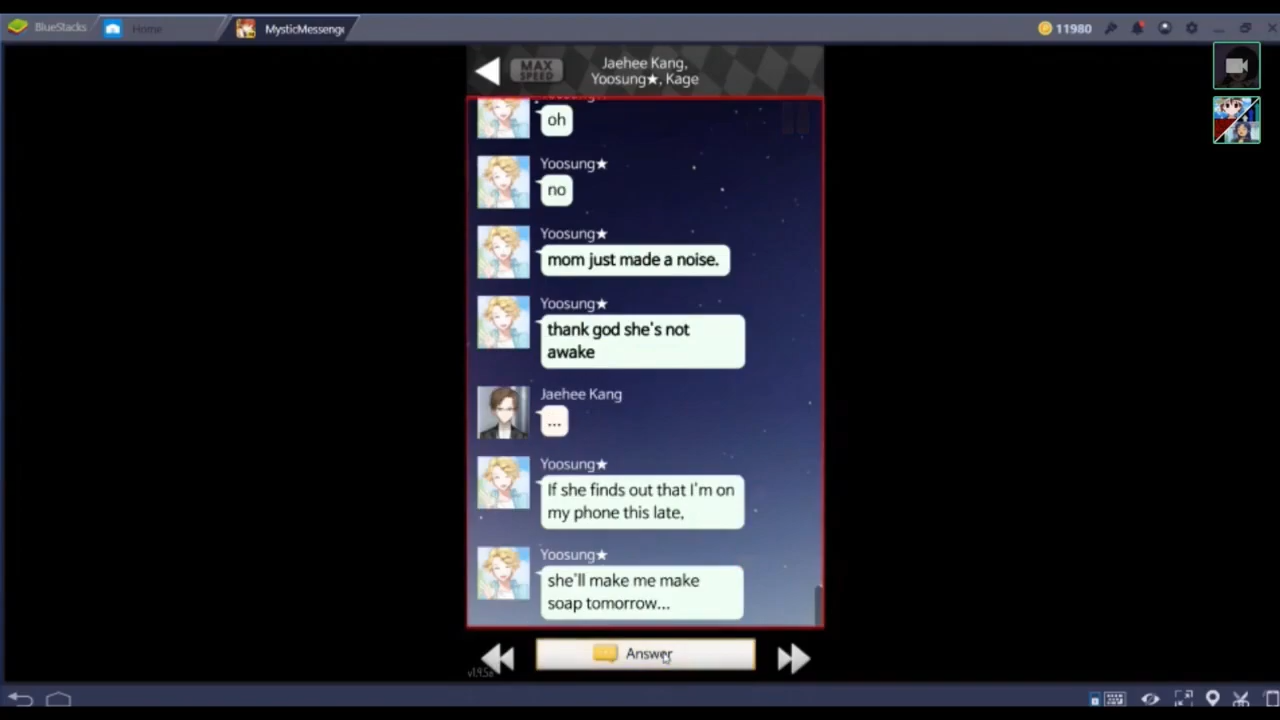 BlueStacks
Home
MysticMessenge
11980
MAX
SPEED
Jaehee Kang,
Yoosung★, Kage
oh
Yoosung★
no
Yoosung★
mom just made a noise.
Yoosung★
thank god she's not
awake
Jaehee Kang
...
Yoosung★
If she finds out that I'm on
my phone this late,
Yoosung★
she'll make me make
soap tomorrow...
Answer